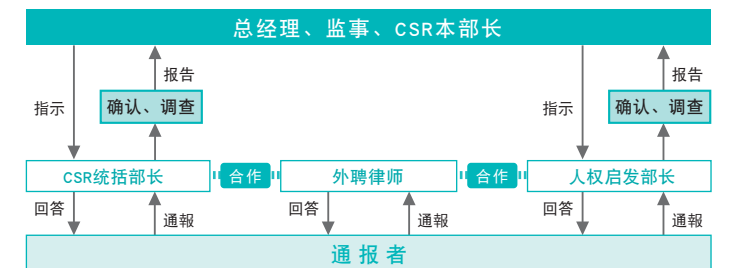 总经理、监事、CSR本部长
报告
报告
确认、调查
确认、调查
指示
指示
CSR统括部长
合作
外聘律师
合作
人权启发部长
回答
通報
回答
通報
回答
通報
通报者